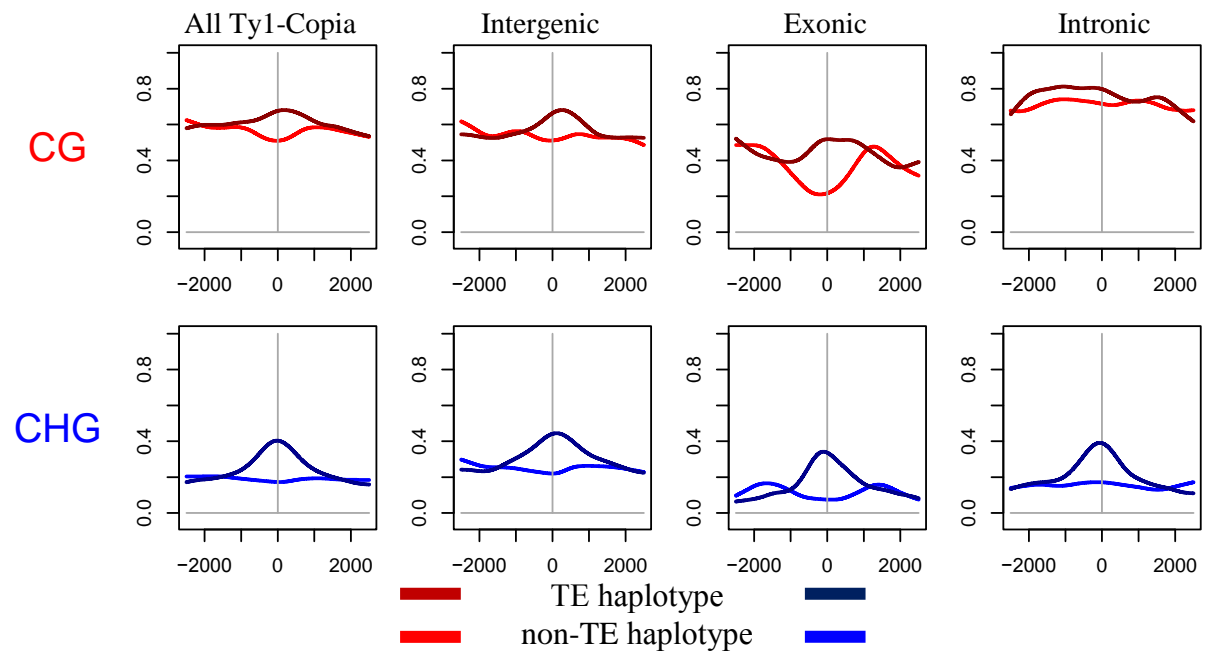 All Ty1-Copia Intergenic Exonic Intronic
CG
0.0 0.4 0.8 0.0 0.4 0.8 0.0 0.4 0.8 0.0 0.4 0.8
−2000 0 2000 −2000 0 2000 −2000 0 2000 −2000 0 2000
CHG
0.0 0.4 0.8 0.0 0.4 0.8 0.0 0.4 0.8 0.0 0.4 0.8
−2000 0 2000 −2000 0 2000 −2000 0 2000 −2000 0 2000
TE haplotype
non-TE haplotype